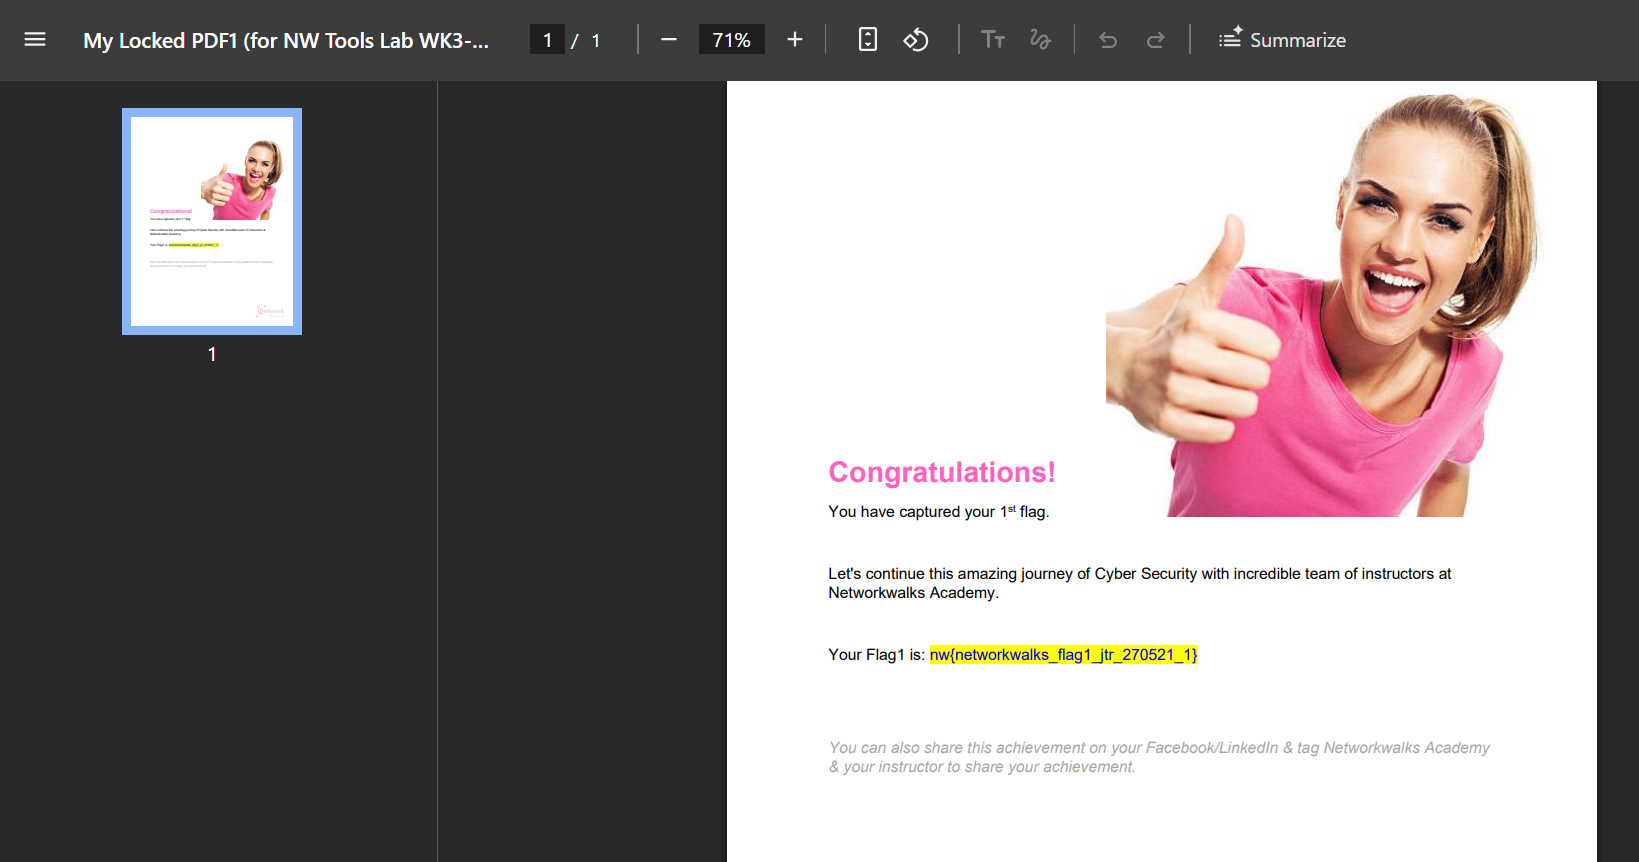 My Locked PDF1 (for NW Tools Lab WK3-...
1 / 1
71%
Summarize
1
Congratulations!
You have captured your 1st flag.
Let's continue this amazing journey of Cyber Security with incredible team of instructors at
Networkwalks Academy.
Your Flag1 is: nw{networkwalks_flag1_jtr_270521_1}
You can also share this achievement on your Facebook/LinkedIn & tag Networkwalks Academy
& your instructor to share your achievement.